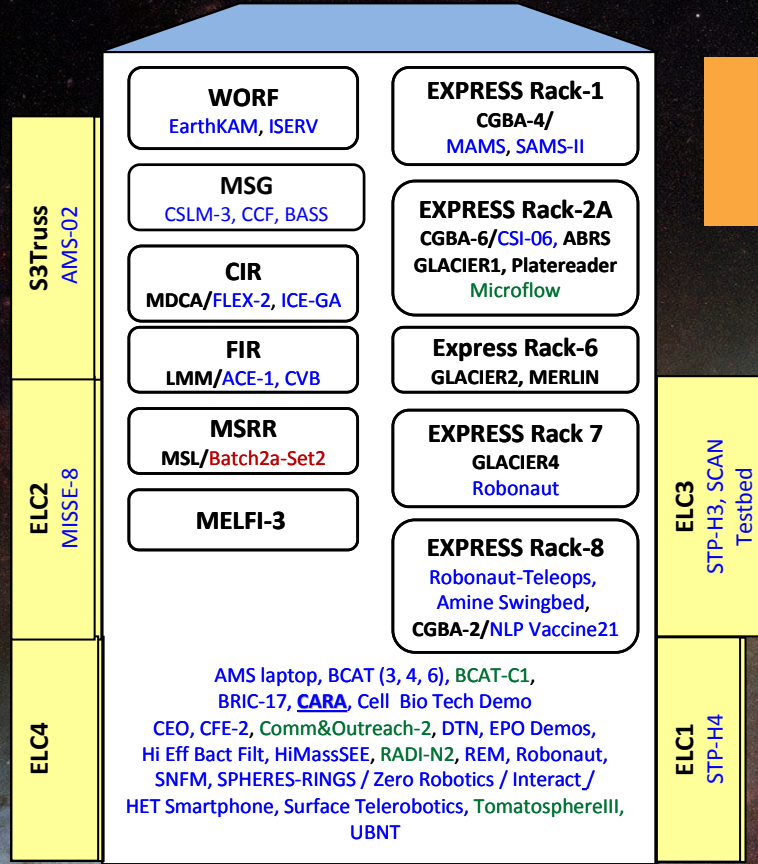 WORF
EarthKAM, ISERV
MSG
CSLM-3, CCF, BASS
CIR
MDCA/FLEX-2, ICE-GA
FIR
LMM/ACE-1, CVB
MSRR
MSL/Batch2a-Set2
MELFI-3
EXPRESS Rack-1
CGBA-4/
MAMS, SAMS-II
EXPRESS Rack-2A
CGBA-6/CSI-06, ABRS
GLACIER1, Platereader
Microflow
Express Rack-6
GLACIER2, MERLIN
EXPRESS Rack 7
GLACIER4
Robonaut
EXPRESS Rack-8
Robonaut-Teleops,
Amine Swingbed,
CGBA-2/NLP Vaccine21
S3Truss
AMS-02
ELC2
MISSE-8
ELC4
ELC3
STP-H3, SCAN
Testbed
ELC1
STP-H4
AMS laptop, BCAT (3, 4, 6), BCAT-C1,
BRIC-17, CARA, Cell Bio Tech Demo
CEO, CFE-2, Comm&Outreach-2, DTN, EPO Demos,
Hi Eff Bact Filt, HiMassSEE, RADI-N2, REM, Robonaut,
SNFM, SPHERES-RINGS / Zero Robotics / Interact /
HET Smartphone, Surface Telerobotics, TomatosphereIII,
UBNT